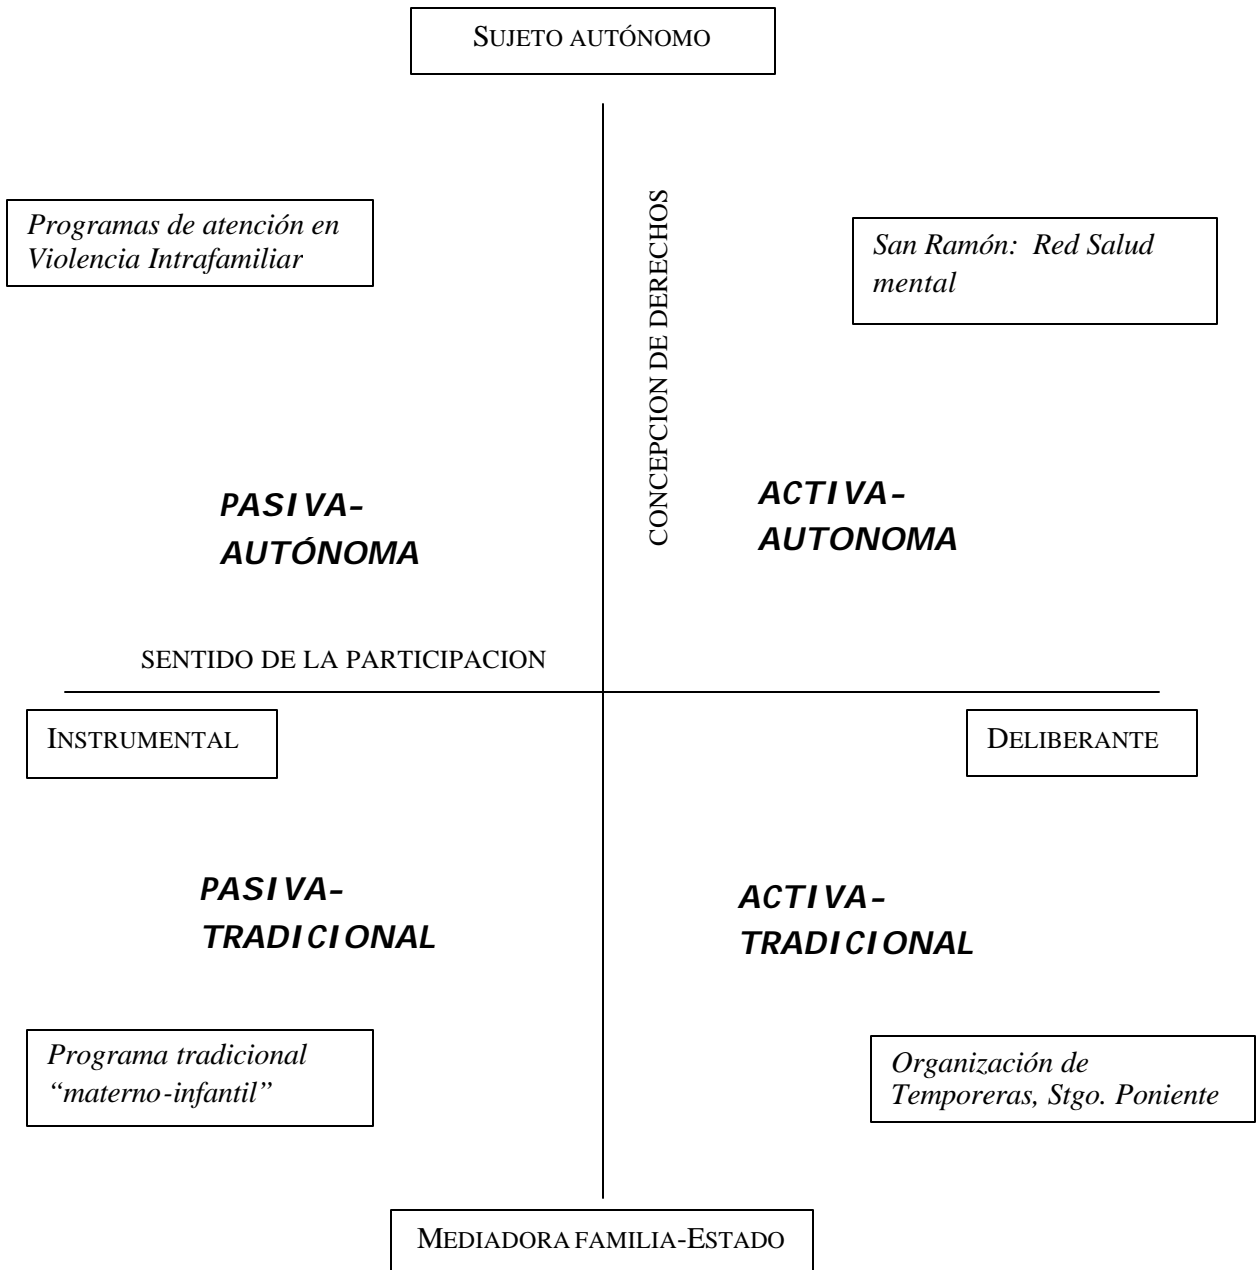 SUJETO AUTÓNOMO
CONCEPCION DE DERECHOS
Programas de atención en
Violencia Intrafamiliar
San Ramón: Red Salud
mental
PASIVA-
AUTÓNOMA
ACTIVA-
AUTONOMA
SENTIDO DE LA PARTICIPACION
INSTRUMENTAL
DELIBERANTE
PASIVA-
TRADICIONAL
ACTIVA-
TRADICIONAL
Programa tradicional
“materno-infantil”
Organización de
Temporeras, Stgo. Poniente
MEDIADORA FAMILIA-ESTADO